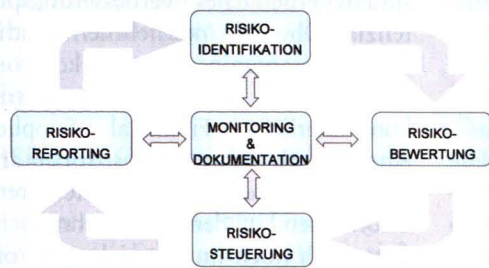 RISIKO-
IDENTIFIKATION
RISIKO-
REPORTING
MONITORING
&
DOKUMENTATION
RISIKO-
BEWERTUNG
RISIKO-
STEUERUNG